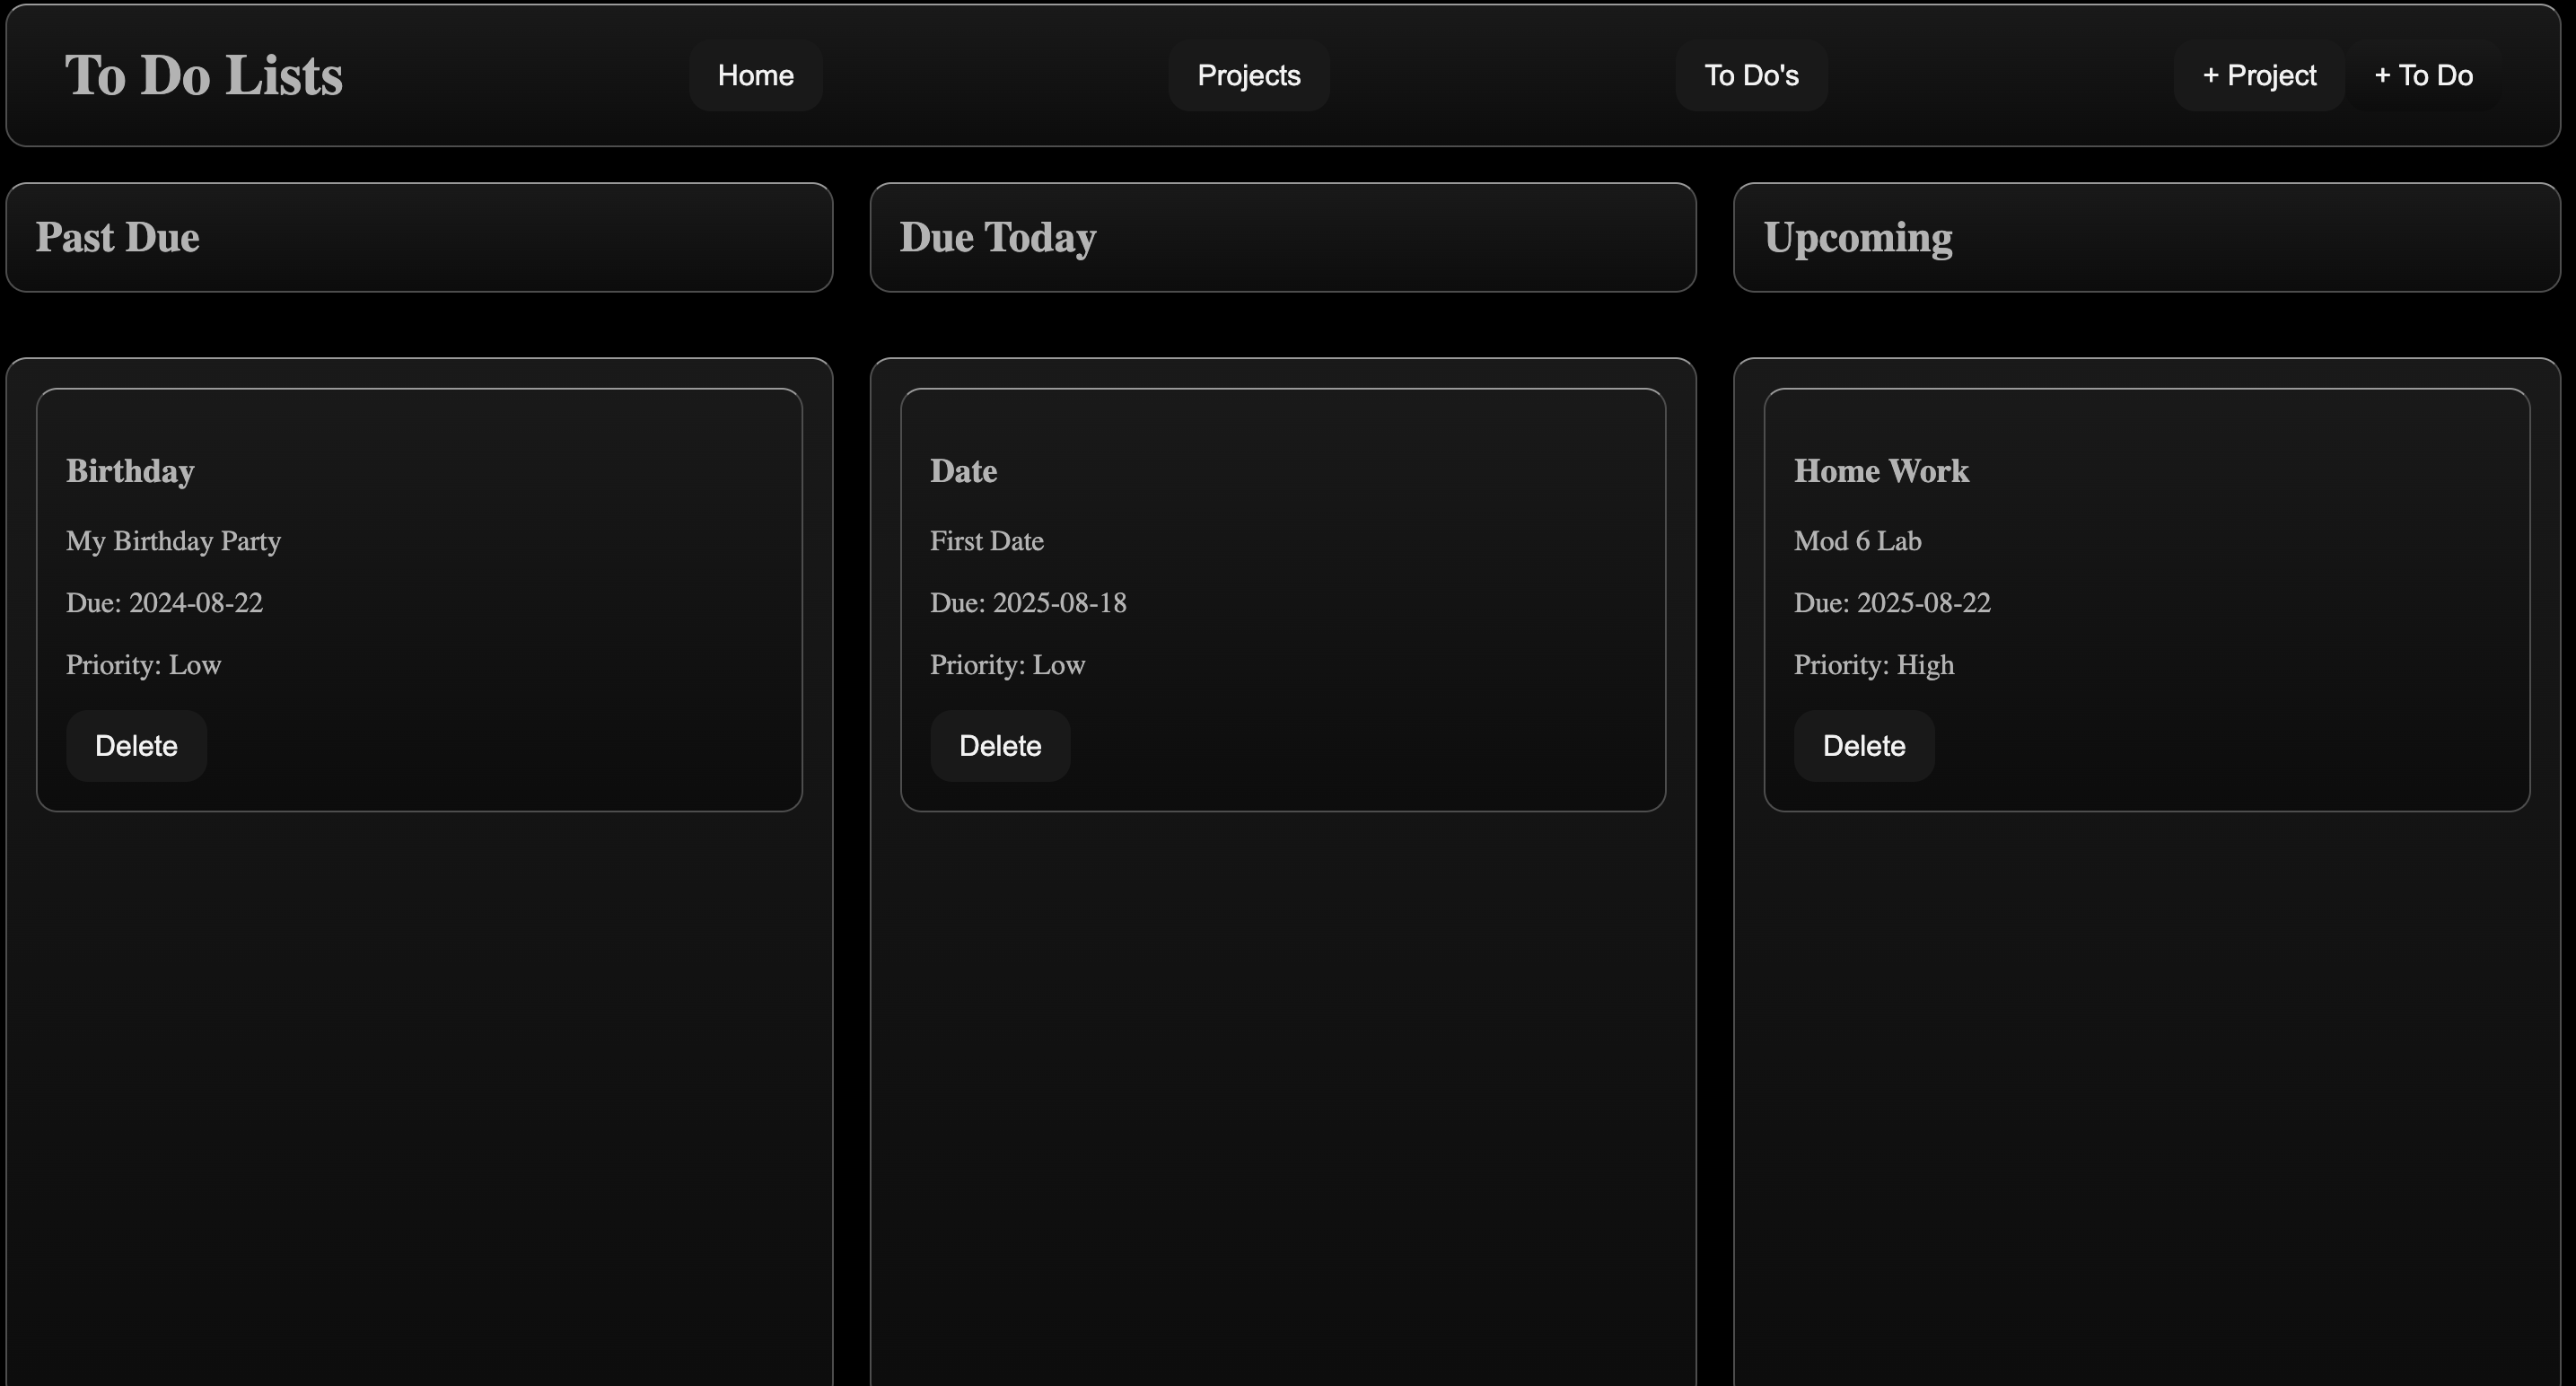 To Do Lists
Home
Projects
To Do's
+ Project
+ To Do
Past Due
Due Today
Upcoming
Birthday
My Birthday Party
Due: 2024-08-22
Priority: Low
Delete
Date
First Date
Due: 2025-08-18
Priority: Low
Delete
Home Work
Mod 6 Lab
Due: 2025-08-22
Priority: High
Delete